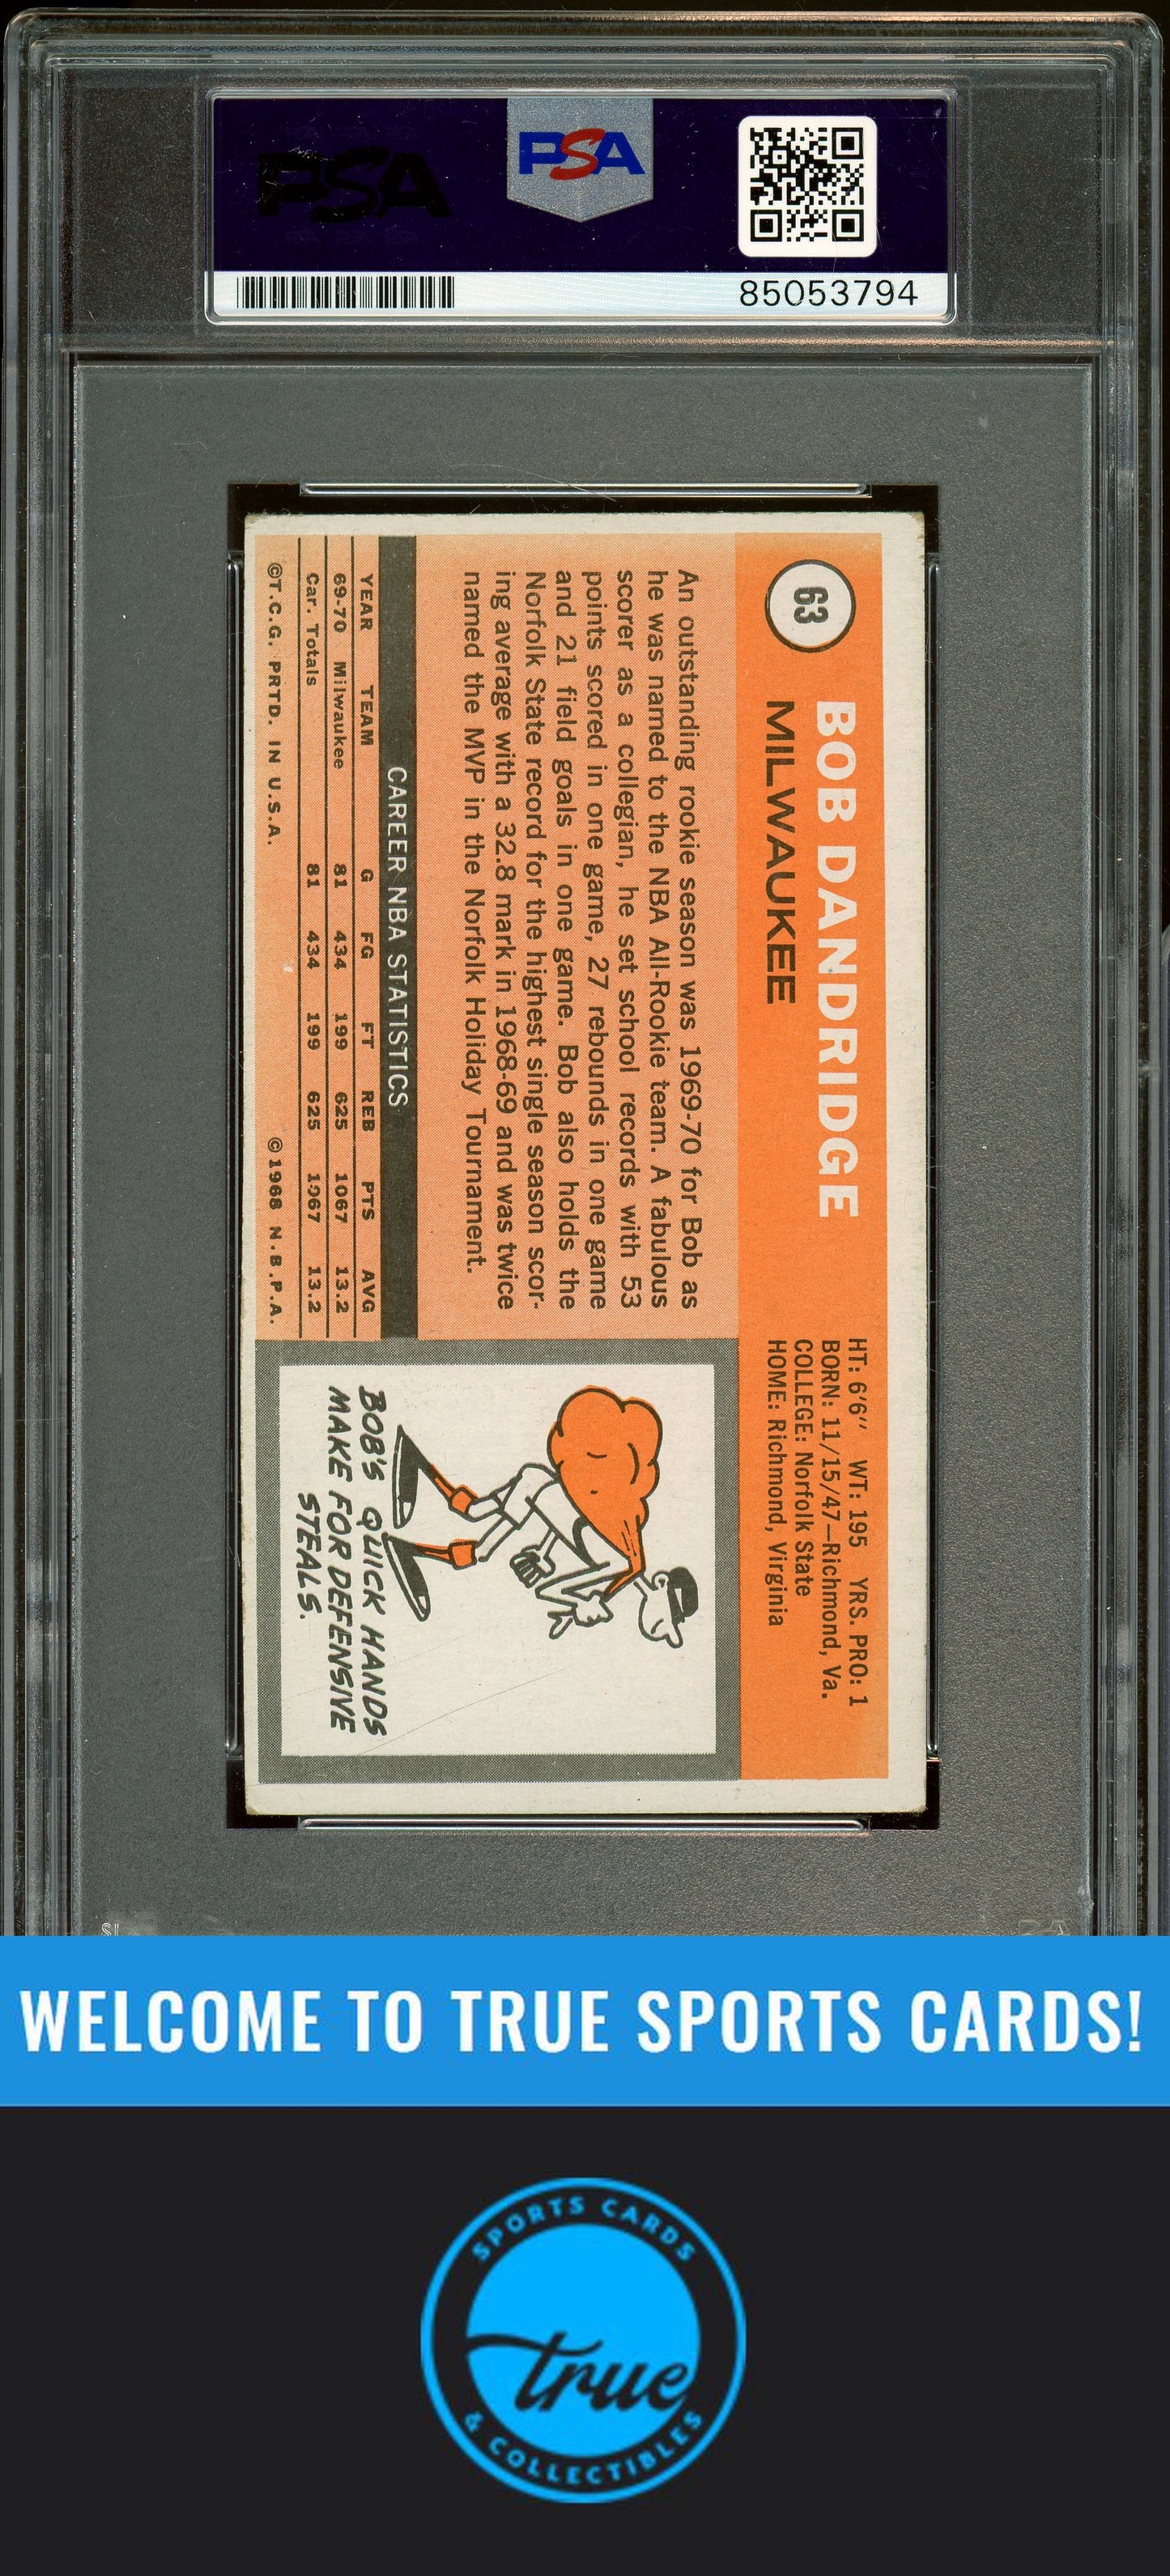 PSA
PSA
85053794
63
BOB DANDRIDGE
MILWAUKEE
HT: 6'6" WT: 195 YRS. PRO: 1
BORN: 11/15/47—Richmond, Va.
COLLEGE: Norfolk State
HOME: Richmond, Virginia
An outstanding rookie season was 1969-70 for Bob as
he was named to the NBA All-Rookie team. A fabulous
scorer as a collegian, he set school records with 53
points scored in one game, 27 rebounds in one game
and 21 field goals in one game. Bob also holds the
Norfolk State record for the highest single season scor-
ing average with a 32.8 mark in 1968-69 and was twice
named the MVP in the Norfolk Holiday Tournament.
CAREER NBA STATISTICS
YEAR TEAM G FG FT REB PTS AVG
69-70 Milwaukee 81 434 199 625 1067 13.2
Car. Totals 81 434 199 625 1067 13.2
©T.C.G. PRTD. IN U.S.A. ©1968 N.B.P.A.
BOB'S QUICK HANDS
MAKE FOR DEFENSIVE
STEALS.
WELCOME TO TRUE SPORTS CARDS!
SPORTS CARDS
true
& COLLECTIBLES